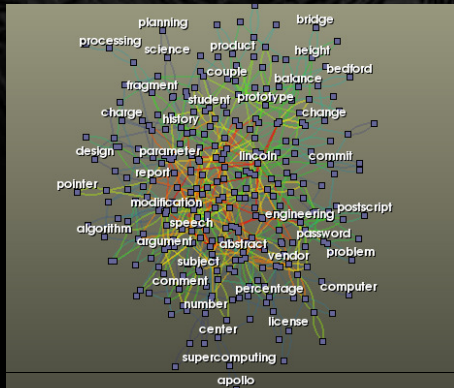 planning
bridge
processing
science
product
height
couple
balance
bedford
fragment
student
prototype
charge
history
change
design
parameter
lincoln
commit
report
pointer
modification
engineering
postscript
algorithm
speech
password
argument
abstract
vendor
problem
subject
comment
percentage
computer
number
center
license
supercomputing
apollo